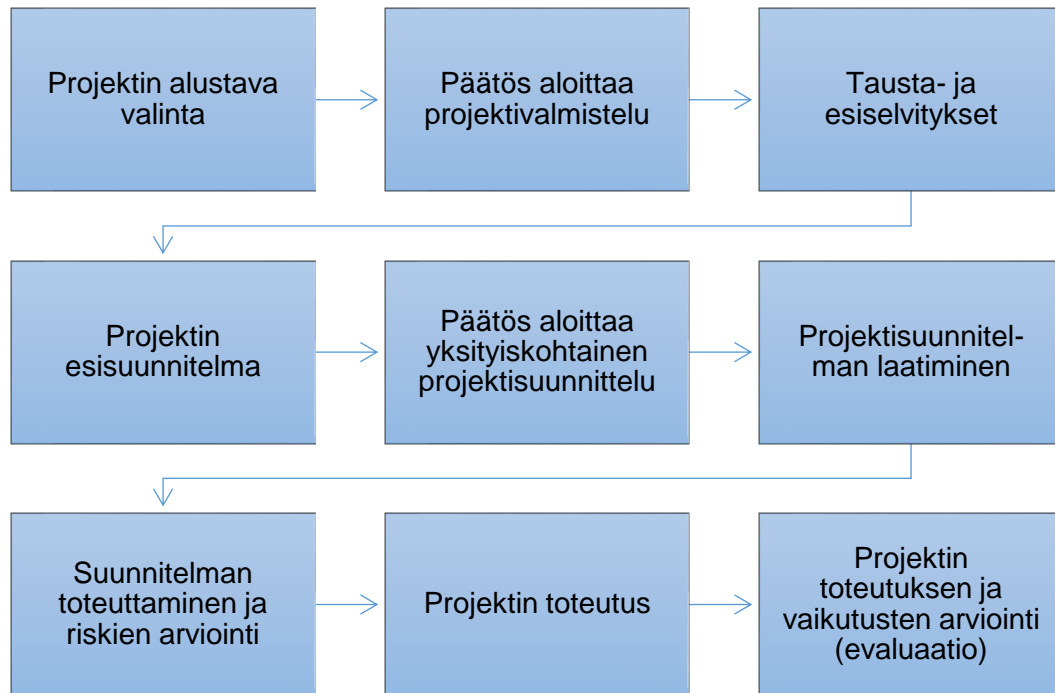 Projektin alustava
valinta
Päätös aloittaa
projektivalmistelu
Tausta- ja
esiselvitykset
Projektin
esisuunnitelma
Päätös aloittaa
yksityiskohtainen
projektisuunnittelu
Projektisuunnitel-
man laatiminen
Suunnitelman
toteuttaminen ja
riskien arviointi
Projektin toteutus
Projektin
toteutuksen ja
vaikutusten arviointi
(evaluaatio)